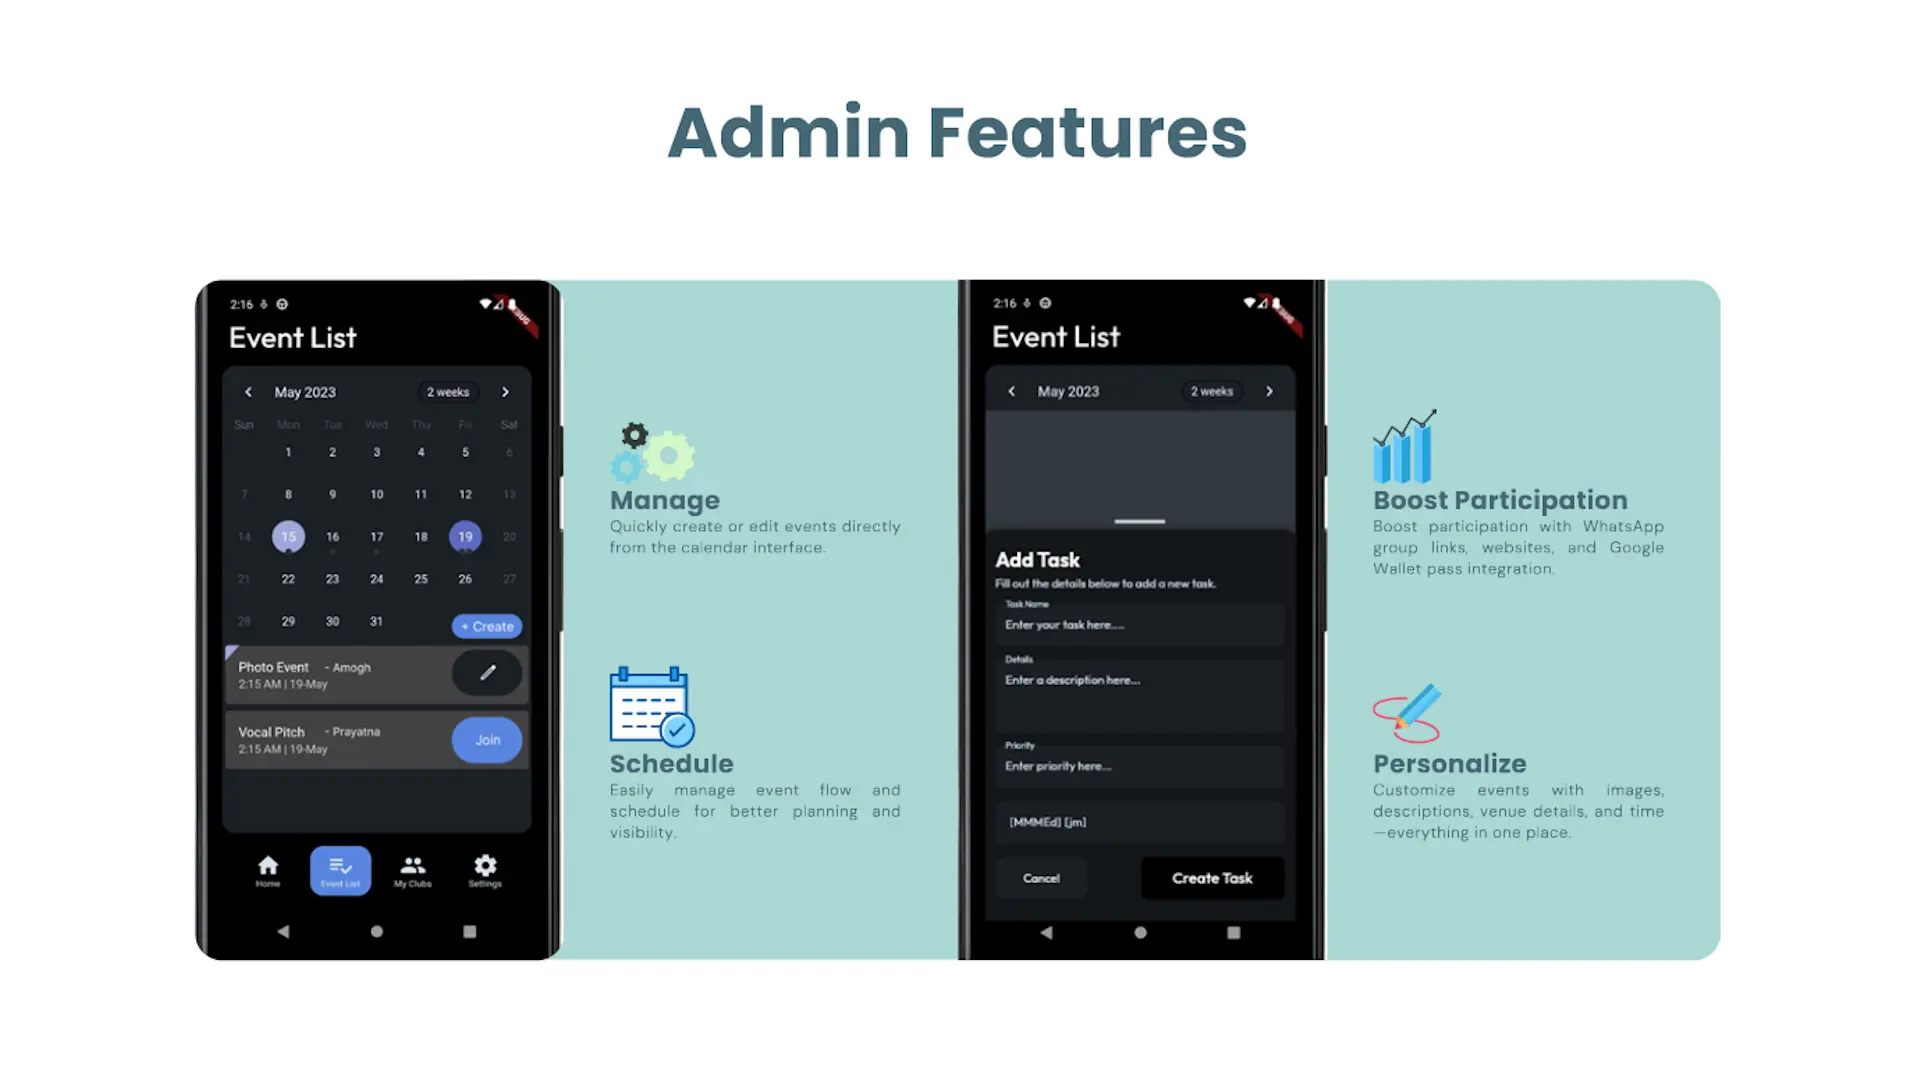 Admin Features
2:16
BUG
Event List
May 2023
2 weeks
Sun Mon Tue Wed Thu Fri Sat
1 2 3 4 5 6
7 8 9 10 11 12 13
14 15 16 17 18 19 20
21 22 23 24 25 26 27
28 29 30 31
+ Create
Photo Event - Amogh
2:15 AM | 19-May
Vocal Pitch - Prayatna
2:15 AM | 19-May
Join
Home
Event List
My Clubs
Settings
Manage
Quickly create or edit events directly
from the calendar interface.
Schedule
Easily manage event flow and
schedule for better planning and
visibility.
2:16
BUG
Event List
May 2023
2 weeks
Add Task
Fill out the details below to add a new task.
Task Name
Enter your task here....
Details
Enter a description here...
Priority
Enter priority here...
[MMMEd] [jm]
Cancel
Create Task
Boost Participation
Boost participation with WhatsApp
group links, websites, and Google
Wallet pass integration.
Personalize
Customize events with images,
descriptions, venue details, and time
—everything in one place.